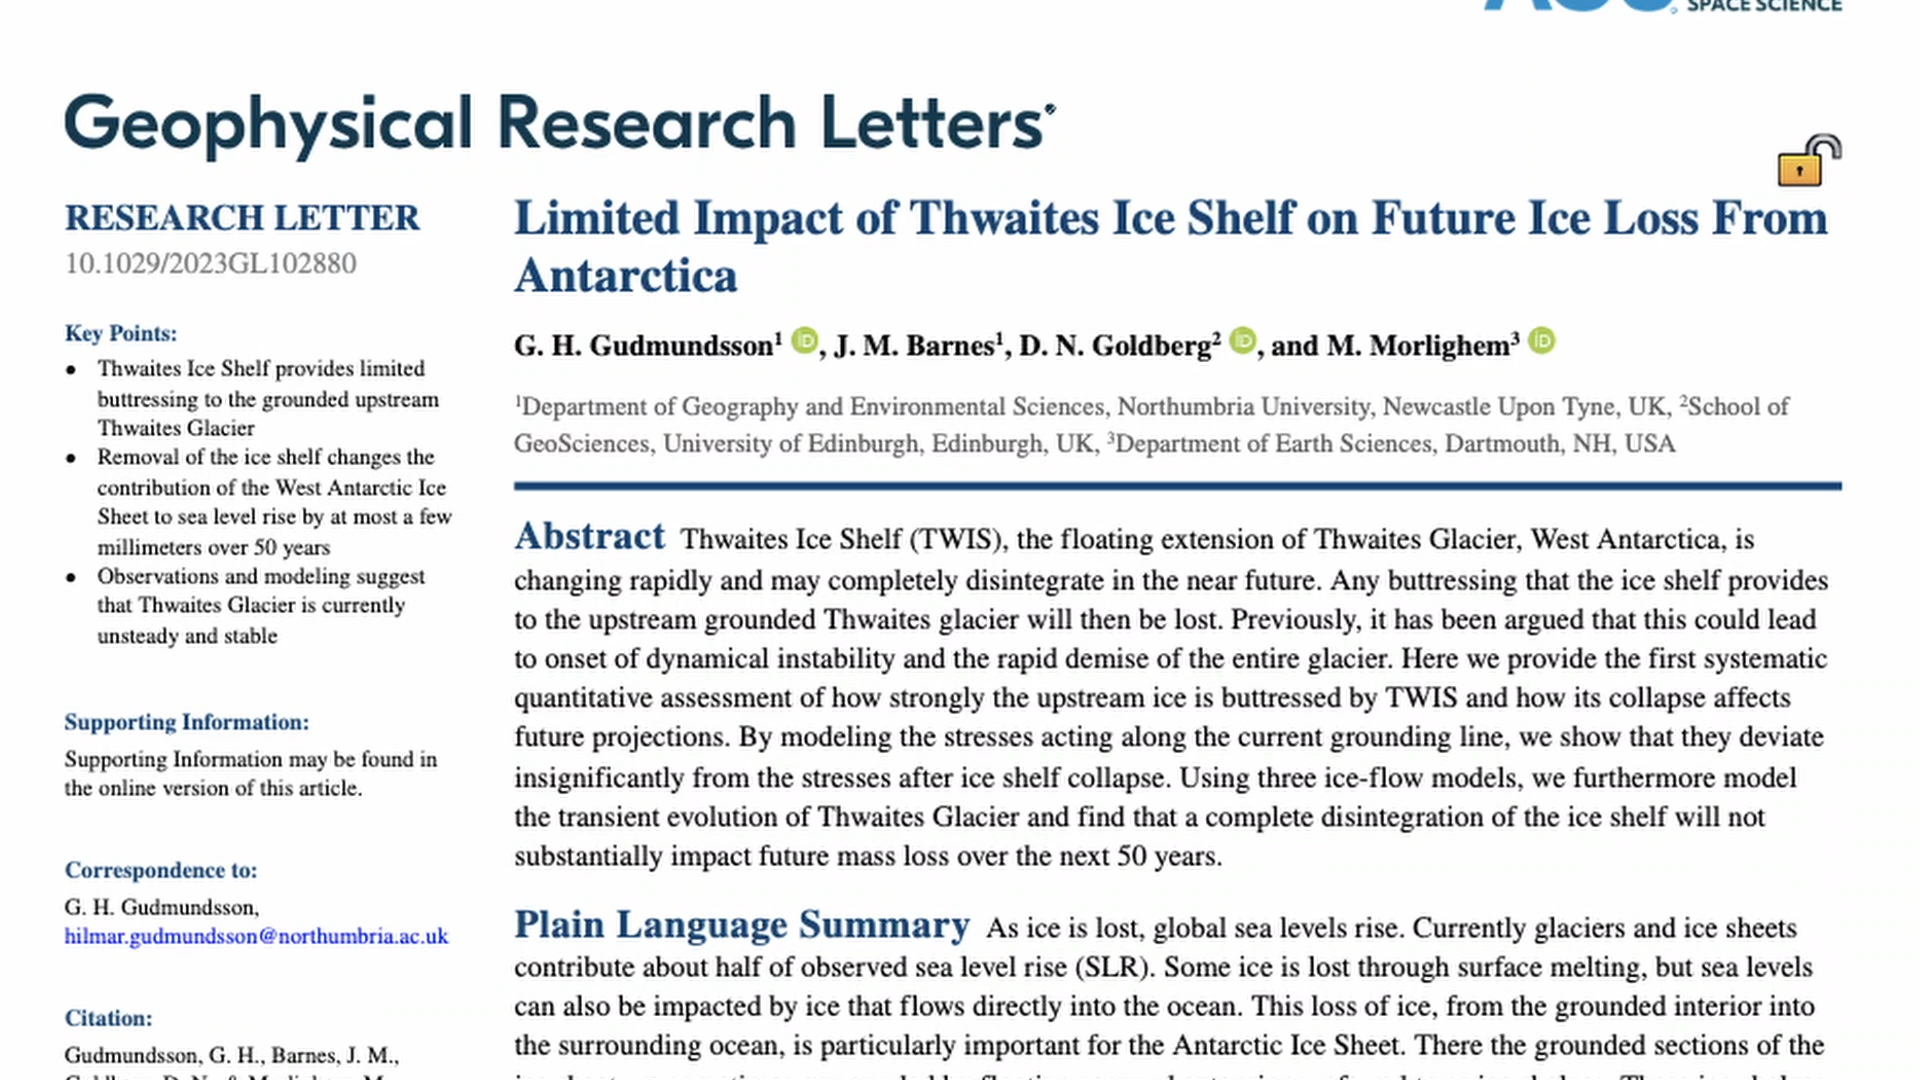 SPACE SCIENCE
Geophysical Research Letters
RESEARCH LETTER
10.1029/2023GL102880
Key Points:
• Thwaites Ice Shelf provides limited
buttressing to the grounded upstream
Thwaites Glacier
• Removal of the ice shelf changes the
contribution of the West Antarctic Ice
Sheet to sea level rise by at most a few
millimeters over 50 years
• Observations and modeling suggest
that Thwaites Glacier is currently
unsteady and stable
Supporting Information:
Supporting Information may be found in
the online version of this article.
Correspondence to:
G. H. Gudmundsson,
hilmar.gudmundsson@northumbria.ac.uk
Citation:
Gudmundsson, G. H., Barnes, J. M.,
Limited Impact of Thwaites Ice Shelf on Future Ice Loss From
Antarctica
G. H. Gudmundsson¹ iD, J. M. Barnes¹, D. N. Goldberg² iD, and M. Morlighem³ iD
¹Department of Geography and Environmental Sciences, Northumbria University, Newcastle Upon Tyne, UK, ²School of
GeoSciences, University of Edinburgh, Edinburgh, UK, ³Department of Earth Sciences, Dartmouth, NH, USA
Abstract Thwaites Ice Shelf (TWIS), the floating extension of Thwaites Glacier, West Antarctica, is
changing rapidly and may completely disintegrate in the near future. Any buttressing that the ice shelf provides
to the upstream grounded Thwaites glacier will then be lost. Previously, it has been argued that this could lead
to onset of dynamical instability and the rapid demise of the entire glacier. Here we provide the first systematic
quantitative assessment of how strongly the upstream ice is buttressed by TWIS and how its collapse affects
future projections. By modeling the stresses acting along the current grounding line, we show that they deviate
insignificantly from the stresses after ice shelf collapse. Using three ice-flow models, we furthermore model
the transient evolution of Thwaites Glacier and find that a complete disintegration of the ice shelf will not
substantially impact future mass loss over the next 50 years.
Plain Language Summary As ice is lost, global sea levels rise. Currently glaciers and ice sheets
contribute about half of observed sea level rise (SLR). Some ice is lost through surface melting, but sea levels
can also be impacted by ice that flows directly into the ocean. This loss of ice, from the grounded interior into
the surrounding ocean, is particularly important for the Antarctic Ice Sheet. There the grounded sections of the